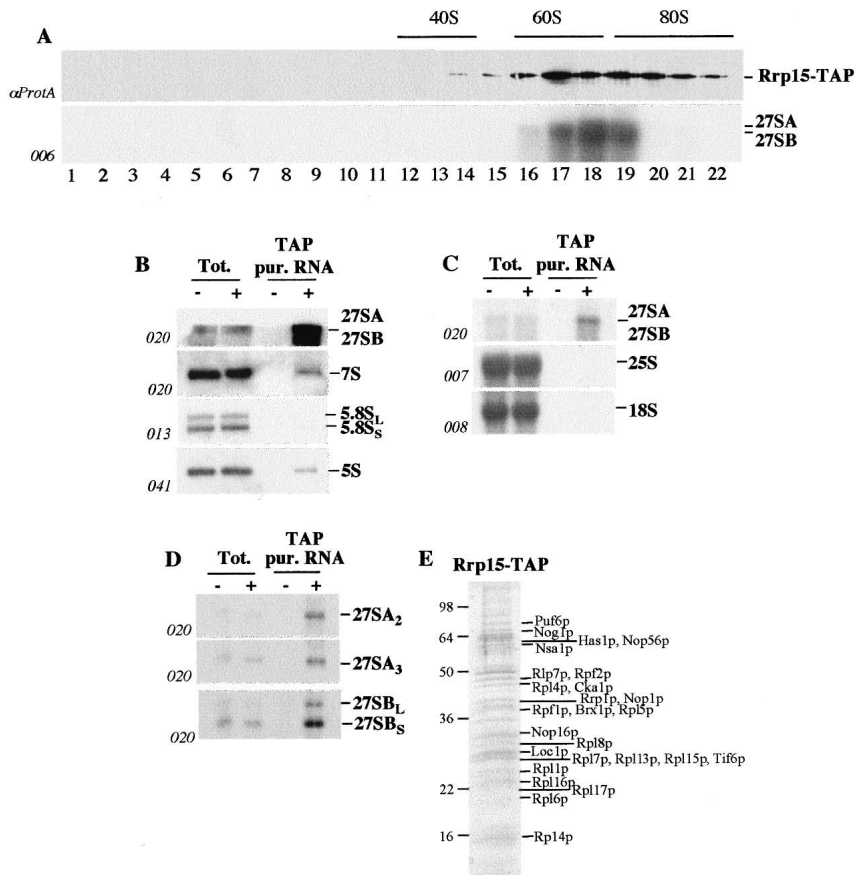 40S 60S 80S
A
αProtA
Rrp15-TAP
006
27SA
27SB
1 2 3 4 5 6 7 8 9 10 11 12 13 14 15 16 17 18 19 20 21 22
B
Tot.
TAP
pur. RNA
- + - +
020
27SA
27SB
020
7S
013
5.8SL
5.8SS
041
5S
C
Tot.
TAP
pur. RNA
- + - +
020
27SA
27SB
007
25S
008
18S
D
Tot.
TAP
pur. RNA
- + - +
020
27SA2
020
27SA3
020
27SBL
27SBS
E
Rrp15-TAP
98
64
50
36
22
16
Puf6p
Nog1p
Has1p, Nop56p
Nsa1p
Rlp7p, Rpf2p
Rpl4p, Cka1p
Rrp1p, Nop1p
Rpf1p, Brx1p, Rpl5p
Nop16p
Rpl8p
Loc1p
Rpl7p, Rpl13p, Rpl15p, Tif6p
Rpl1p
Rpl16p
Rpl17p
Rpl6p
Rp14p